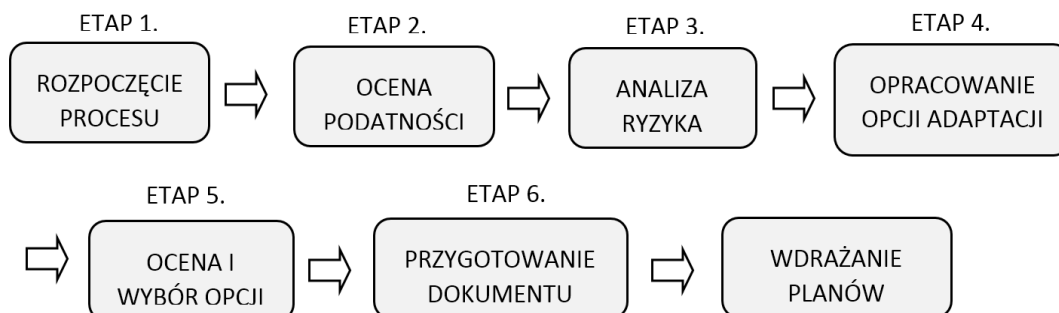 ETAP 1.
ROZPOCZĘCIE
PROCESU
ETAP 2.
OCENA
PODATNOŚCI
ETAP 3.
ANALIZA
RYZYKA
ETAP 4.
OPRACOWANIE
OPCJI ADAPTACJI
ETAP 5.
OCENA I
WYBÓR OPCJI
ETAP 6.
PRZYGOTOWANIE
DOKUMENTU
WDRAŻANIE
PLANÓW